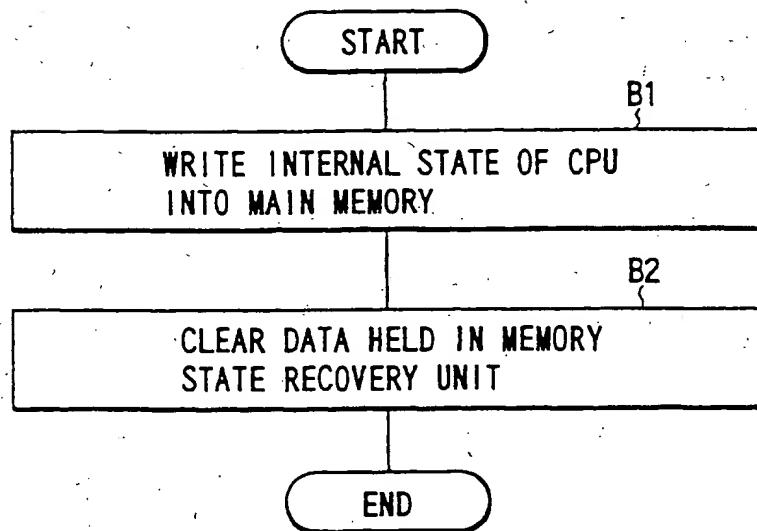 START
B1
WRITE INTERNAL STATE OF CPU
INTO MAIN MEMORY
B2
CLEAR DATA HELD IN MEMORY
STATE RECOVERY UNIT
END